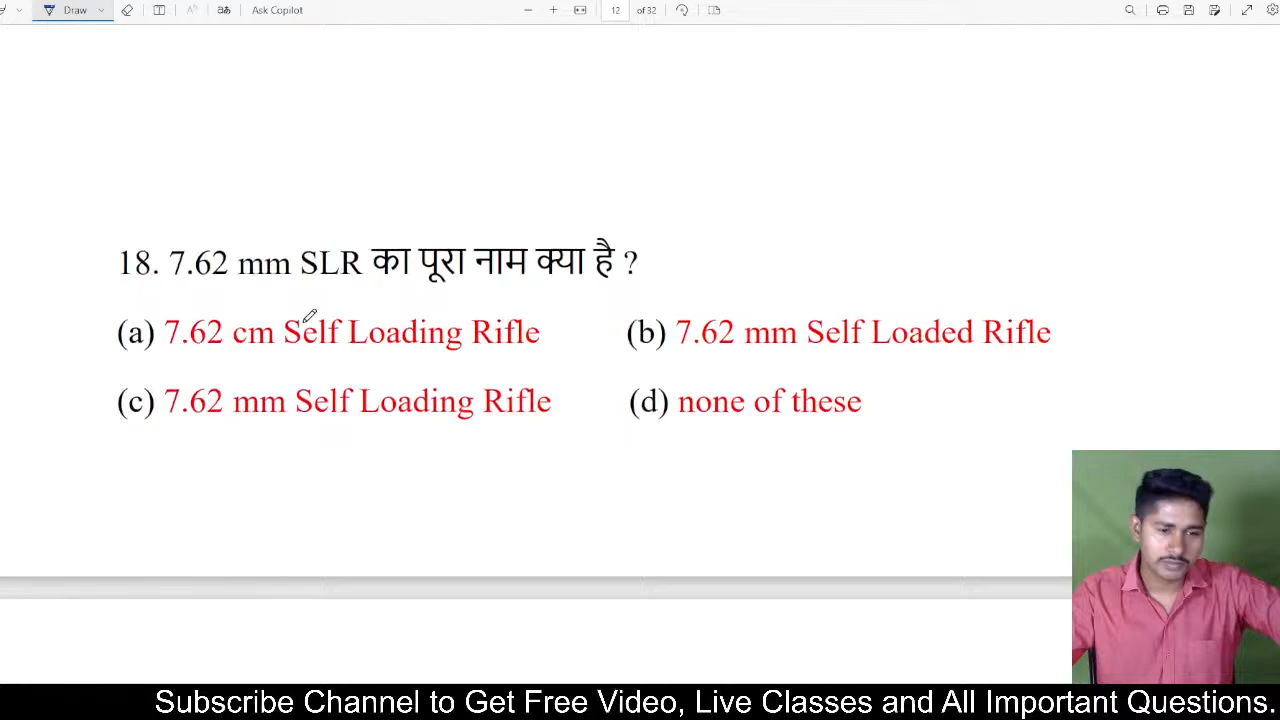 Draw Ask Copilot 12 of 32
18. 7.62 mm SLR का पूरा नाम क्या है ?
(a) 7.62 cm Self Loading Rifle (b) 7.62 mm Self Loaded Rifle
(c) 7.62 mm Self Loading Rifle (d) none of these
Subscribe Channel to Get Free Video, Live Classes and All Important Questions.